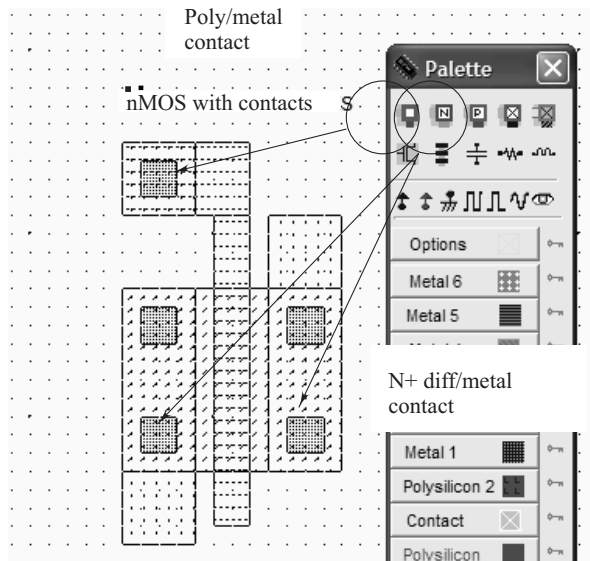 Poly/metal
contact
nMOS with contacts
S
Palette
N
P
Options
Metal 6
Metal 5
N+ diff/metal
contact
Metal 1
Polysilicon 2
Contact
Polysilicon